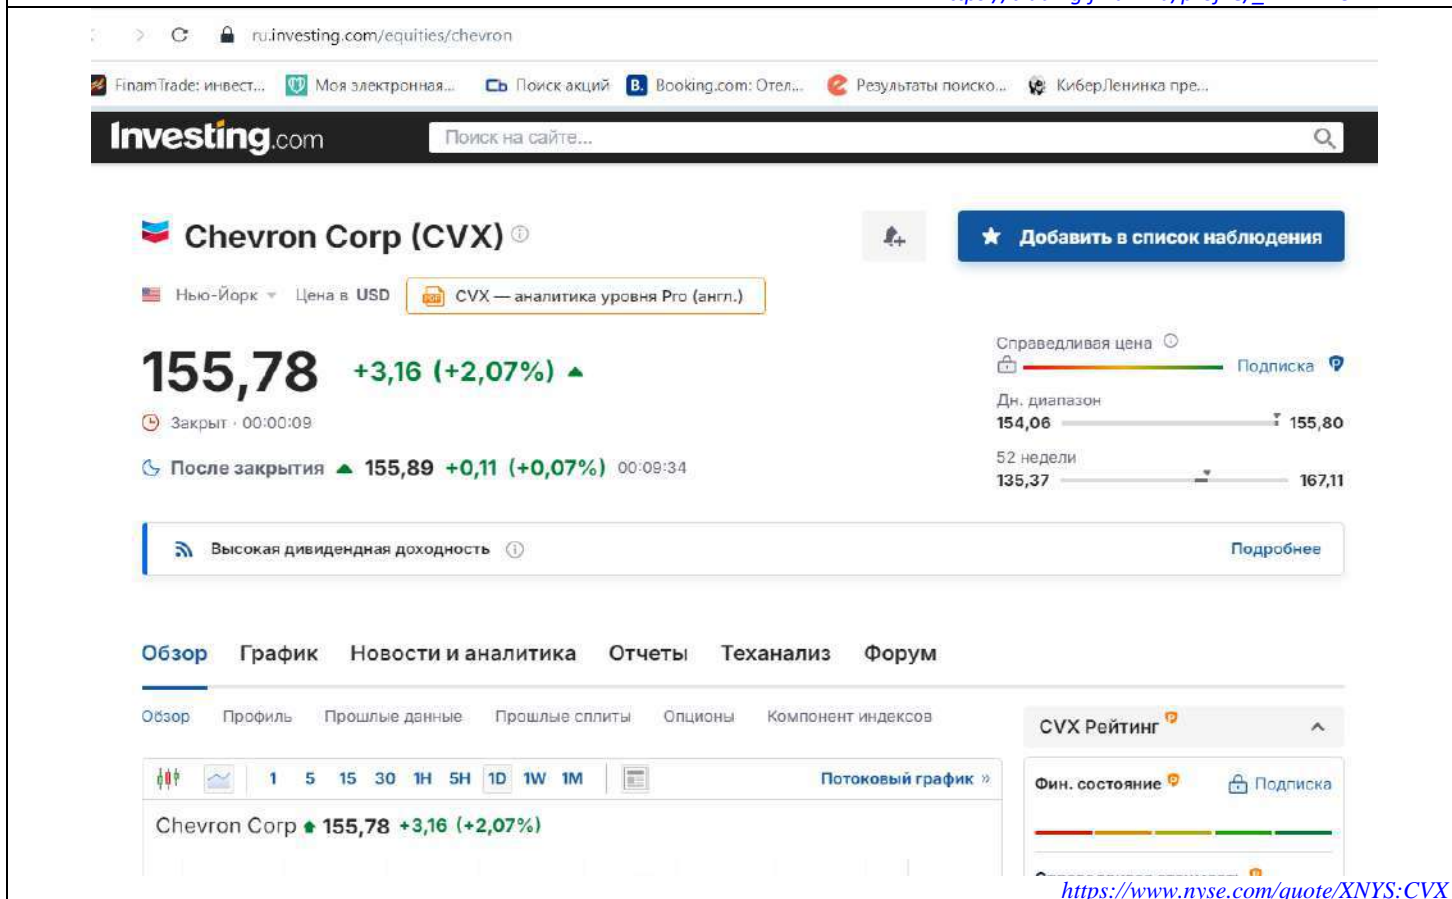 ru.investing.com/equities/chevron
FinamTrade: инвест... Моя электронная... Сb Поиск акций B. Booking.com: Отел... Результаты поиско... КиберЛенинка пре...
Investing.com Поиск на сайте...
Chevron Corp (CVX)
Добавить в список наблюдения
Нью-Йорк Цена в USD CVX — аналитика уровня Pro (англ.)
155,78 +3,16 (+2,07%)
Закрыт · 00:00:09
После закрытия 155,89 +0,11 (+0,07%) 00:09:34
Справедливая цена
Подписка
Дн. диапазон
154,06 155,80
52 недели
135,37 167,11
Высокая дивидендная доходность Подробнее
Обзор График Новости и аналитика Отчеты Теханализ Форум
Обзор Профиль Прошлые данные Прошлые сплиты Опционы Компонент индексов
1 5 15 30 1H 5H 1D 1W 1M Потоковый график »
Chevron Corp 155,78 +3,16 (+2,07%)
CVX Рейтинг
Фин. состояние Подписка
https://www.nyse.com/quote/XNYS:CVX